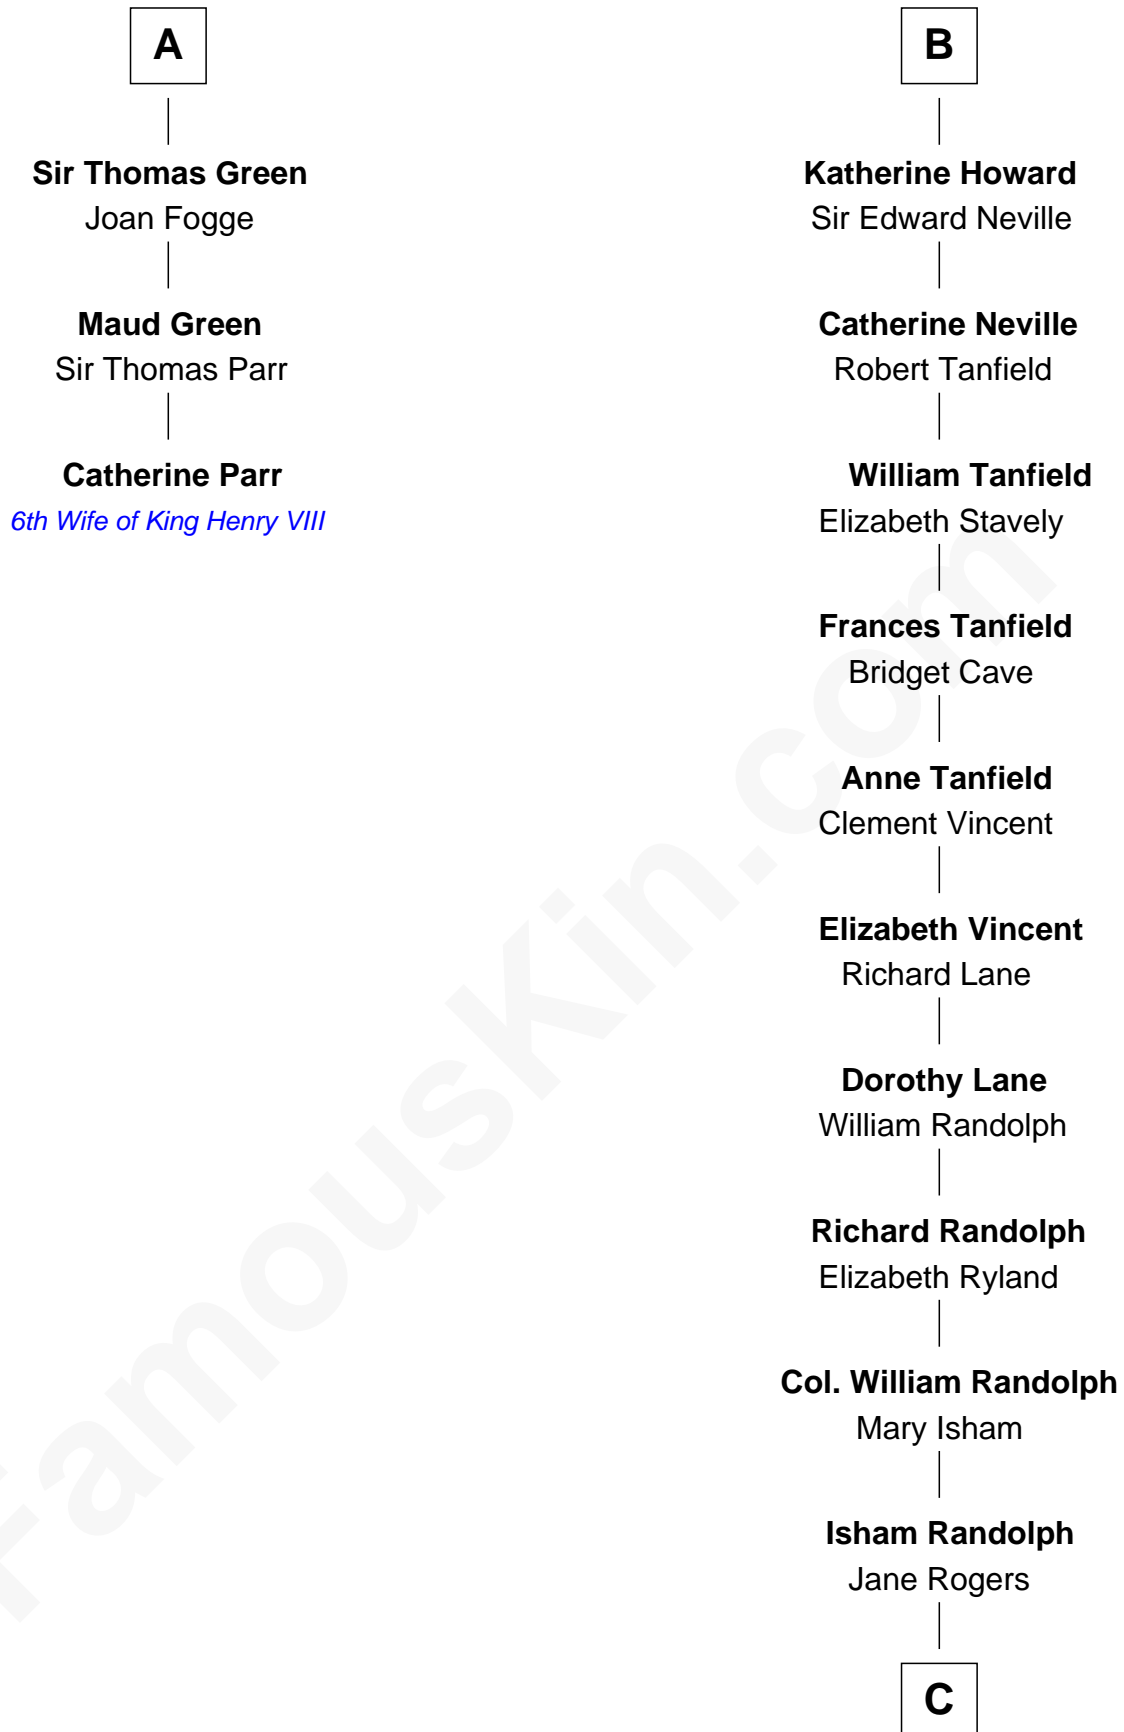 A
Sir Thomas Green
Joan Fogge
Maud Green
Sir Thomas Parr
Catherine Parr
6th Wife of King Henry VIII
B
Katherine Howard
Sir Edward Neville
Catherine Neville
Robert Tanfield
William Tanfield
Elizabeth Stavely
Frances Tanfield
Bridget Cave
Anne Tanfield
Clement Vincent
Elizabeth Vincent
Richard Lane
Dorothy Lane
William Randolph
Richard Randolph
Elizabeth Ryland
Col. William Randolph
Mary Isham
Isham Randolph
Jane Rogers
C
FamousKin.com